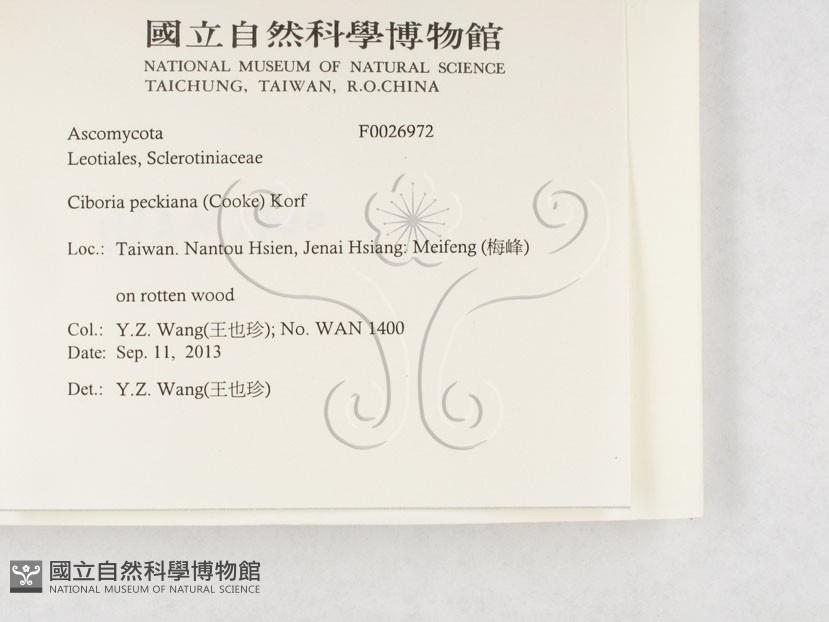 國立自然科學博物館
NATIONAL MUSEUM OF NATURAL SCIENCE
TAICHUNG, TAIWAN, R.O.CHINA
Ascomycota F0026972
Leotiales, Sclerotiniaceae
Ciboria peckiana (Cooke) Korf
Loc.: Taiwan. Nantou Hsien, Jenai Hsiang: Meifeng (梅峰)
on rotten wood
Col.: Y.Z. Wang(王也珍); No. WAN 1400
Date: Sep. 11, 2013
Det.: Y.Z. Wang(王也珍)
國立自然科學博物館
NATIONAL MUSEUM OF NATURAL SCIENCE